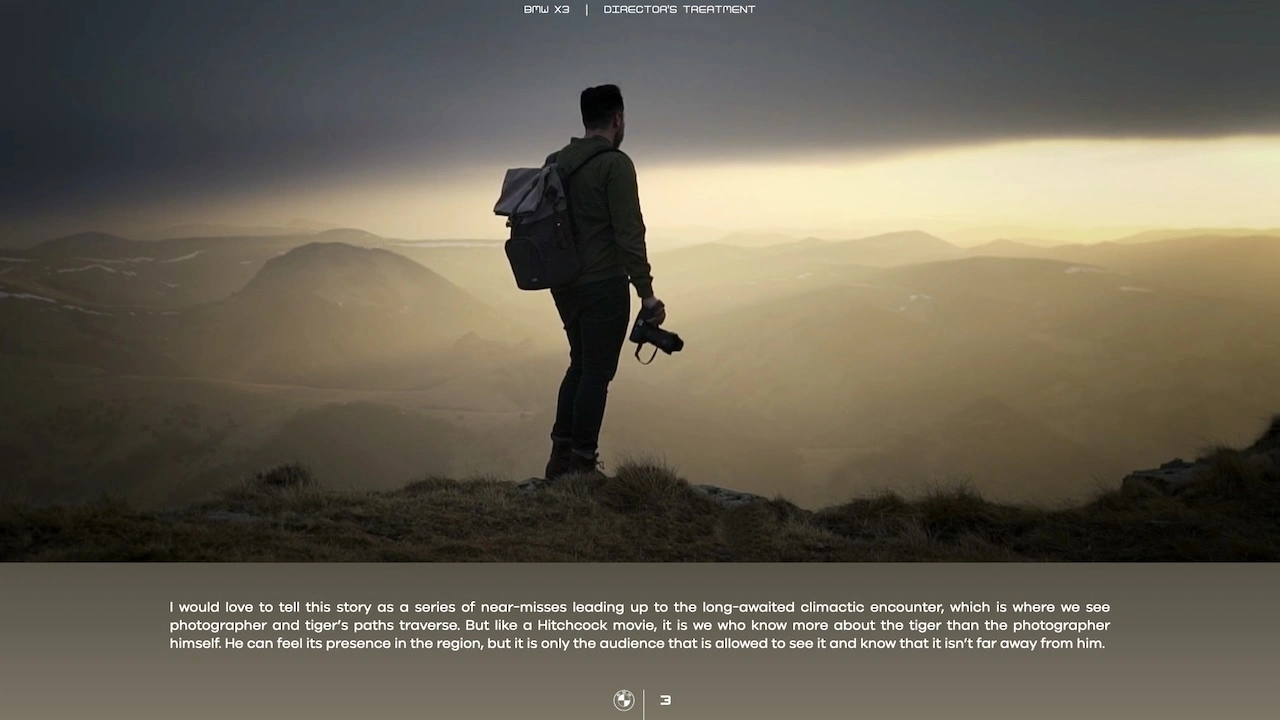 BMW X3 | DIRECTOR'S TREATMENT
I would love to tell this story as a series of near-misses leading up to the long-awaited climactic encounter, which is where we see
photographer and tiger's paths traverse. But like a Hitchcock movie, it is we who know more about the tiger than the photographer
himself. He can feel its presence in the region, but it is only the audience that is allowed to see it and know that it isn't far away from him.
3